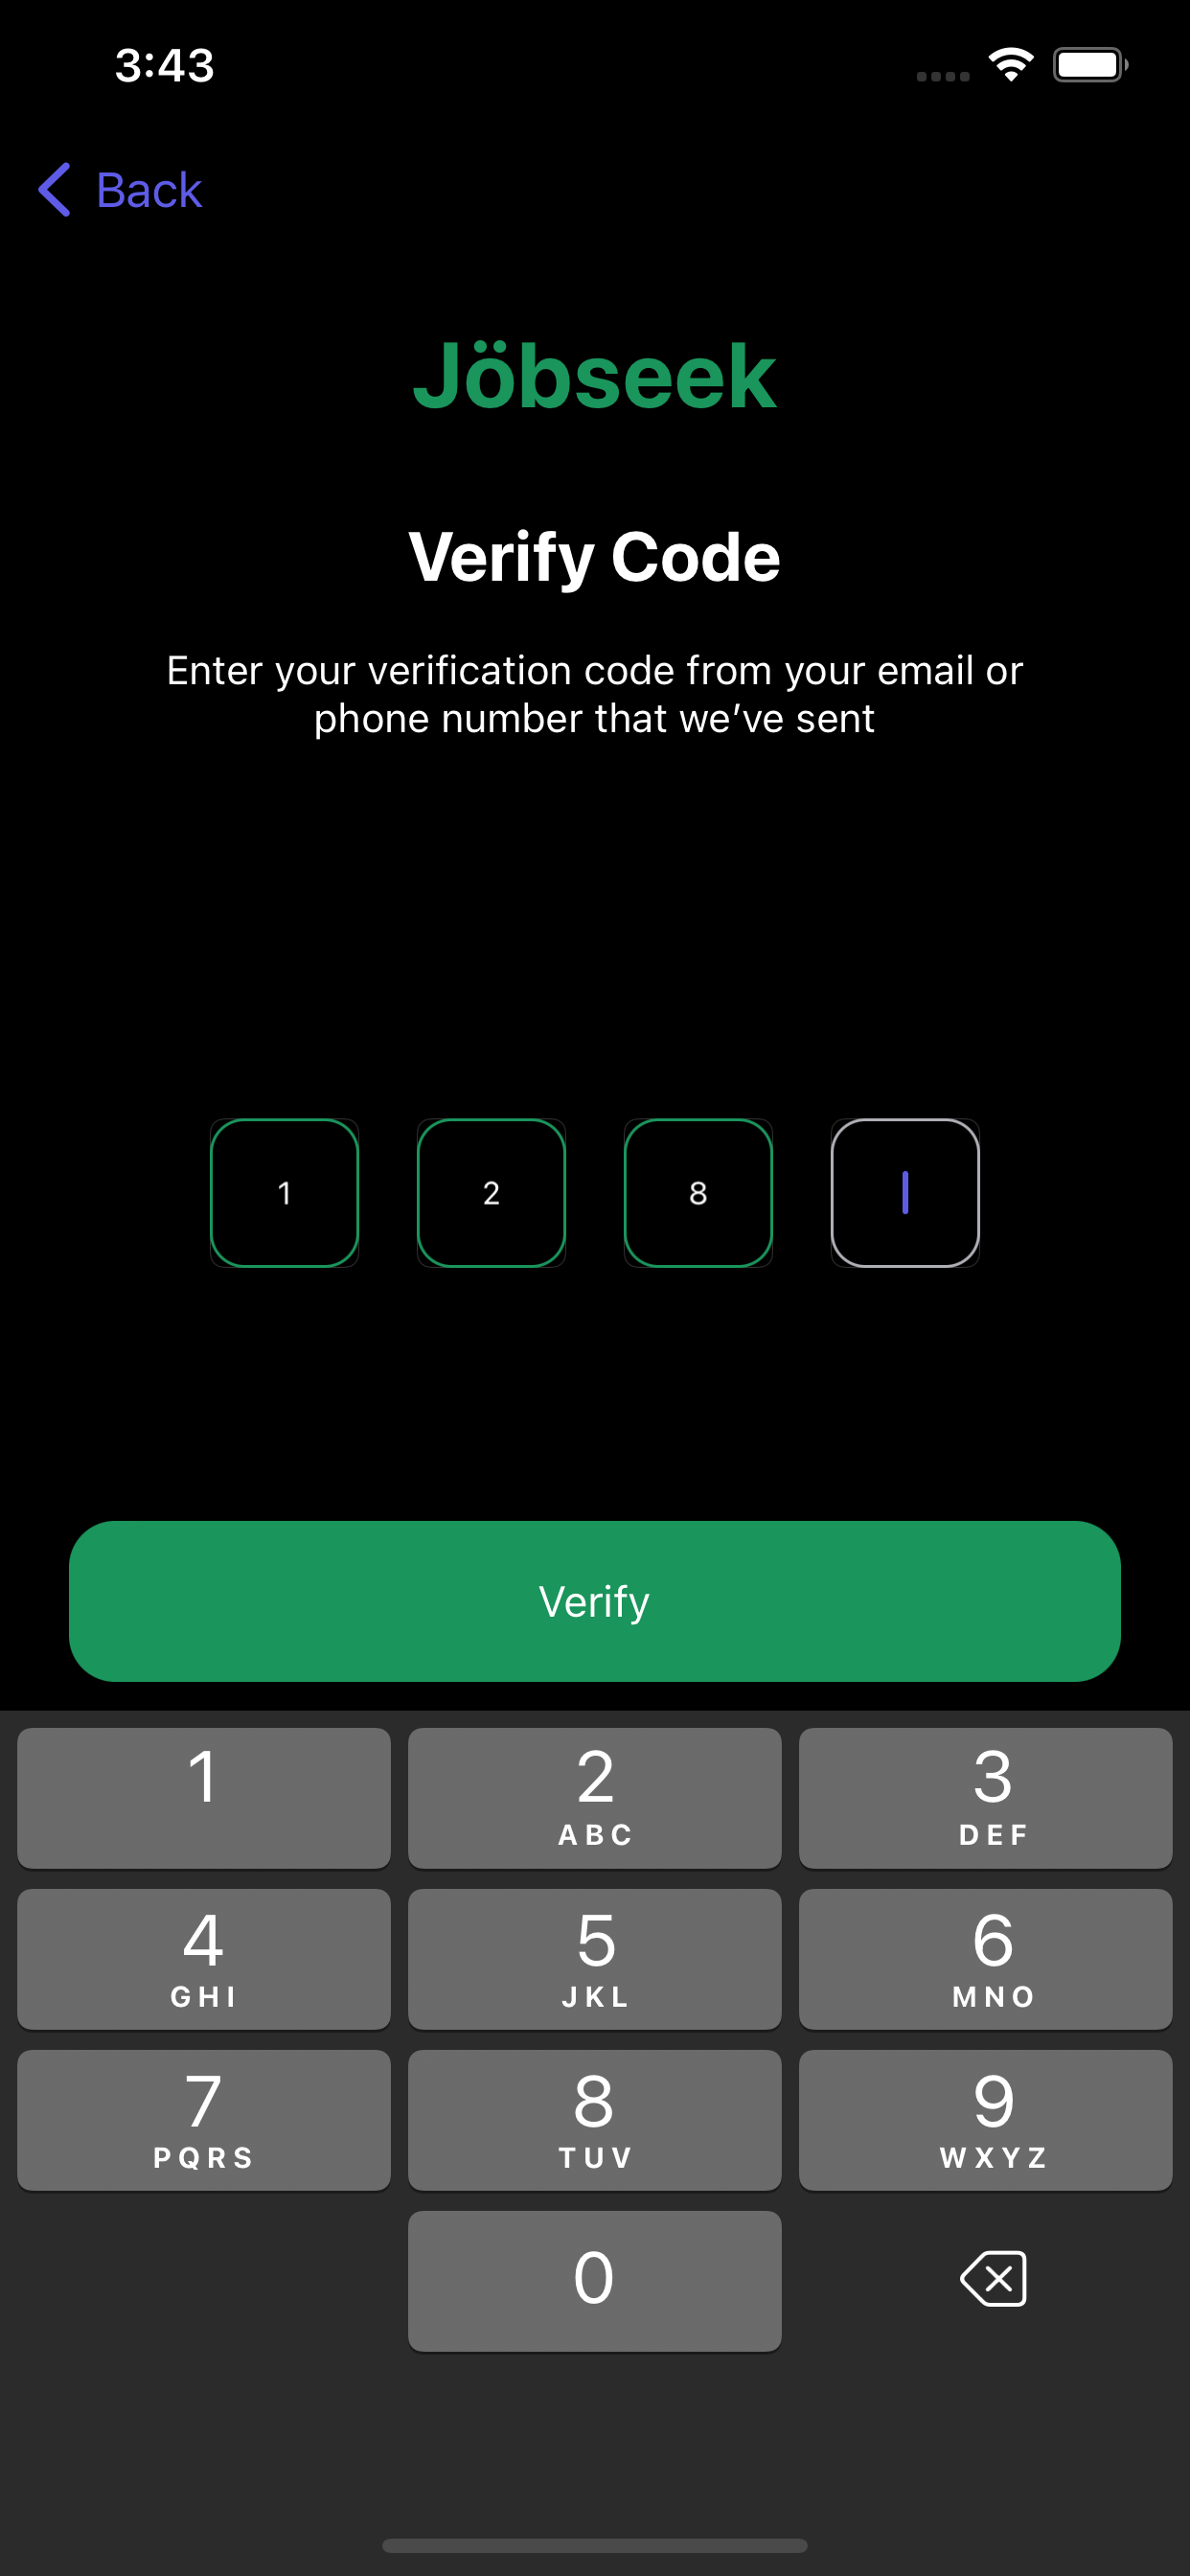 3:43
Back
Jöbseek
Verify Code
Enter your verification code from your email or
phone number that we’ve sent
1 2 8
Verify
1 2 3
ABC DEF
4 5 6
GHI JKL MNO
7 8 9
PQRS TUV WXYZ
0